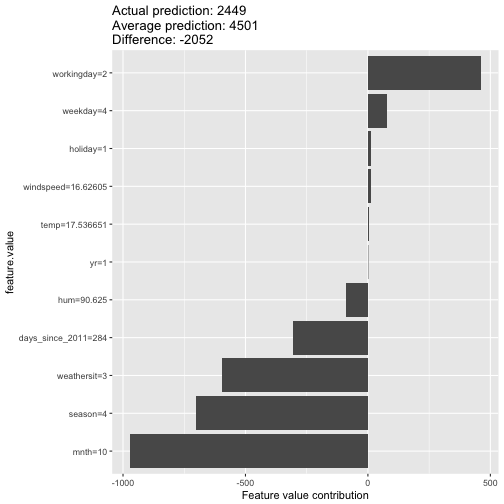 Actual prediction: 2449
Average prediction: 4501
Difference: -2052
workingday=2
weekday=4
holiday=1
windspeed=16.62605
temp=17.536651
yr=1
hum=90.625
days_since_2011=284
weathersit=3
season=4
mnth=10
feature.value
-1000 -500 0 500
Feature value contribution